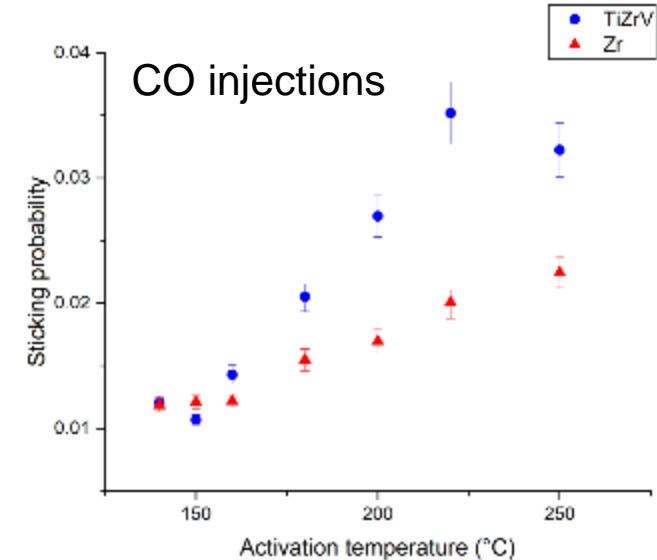 TiZrV
Zr
CO injections
0.04
0.03
0.02
0.01
Sticking probability
150
200
250
Activation temperature (°C)